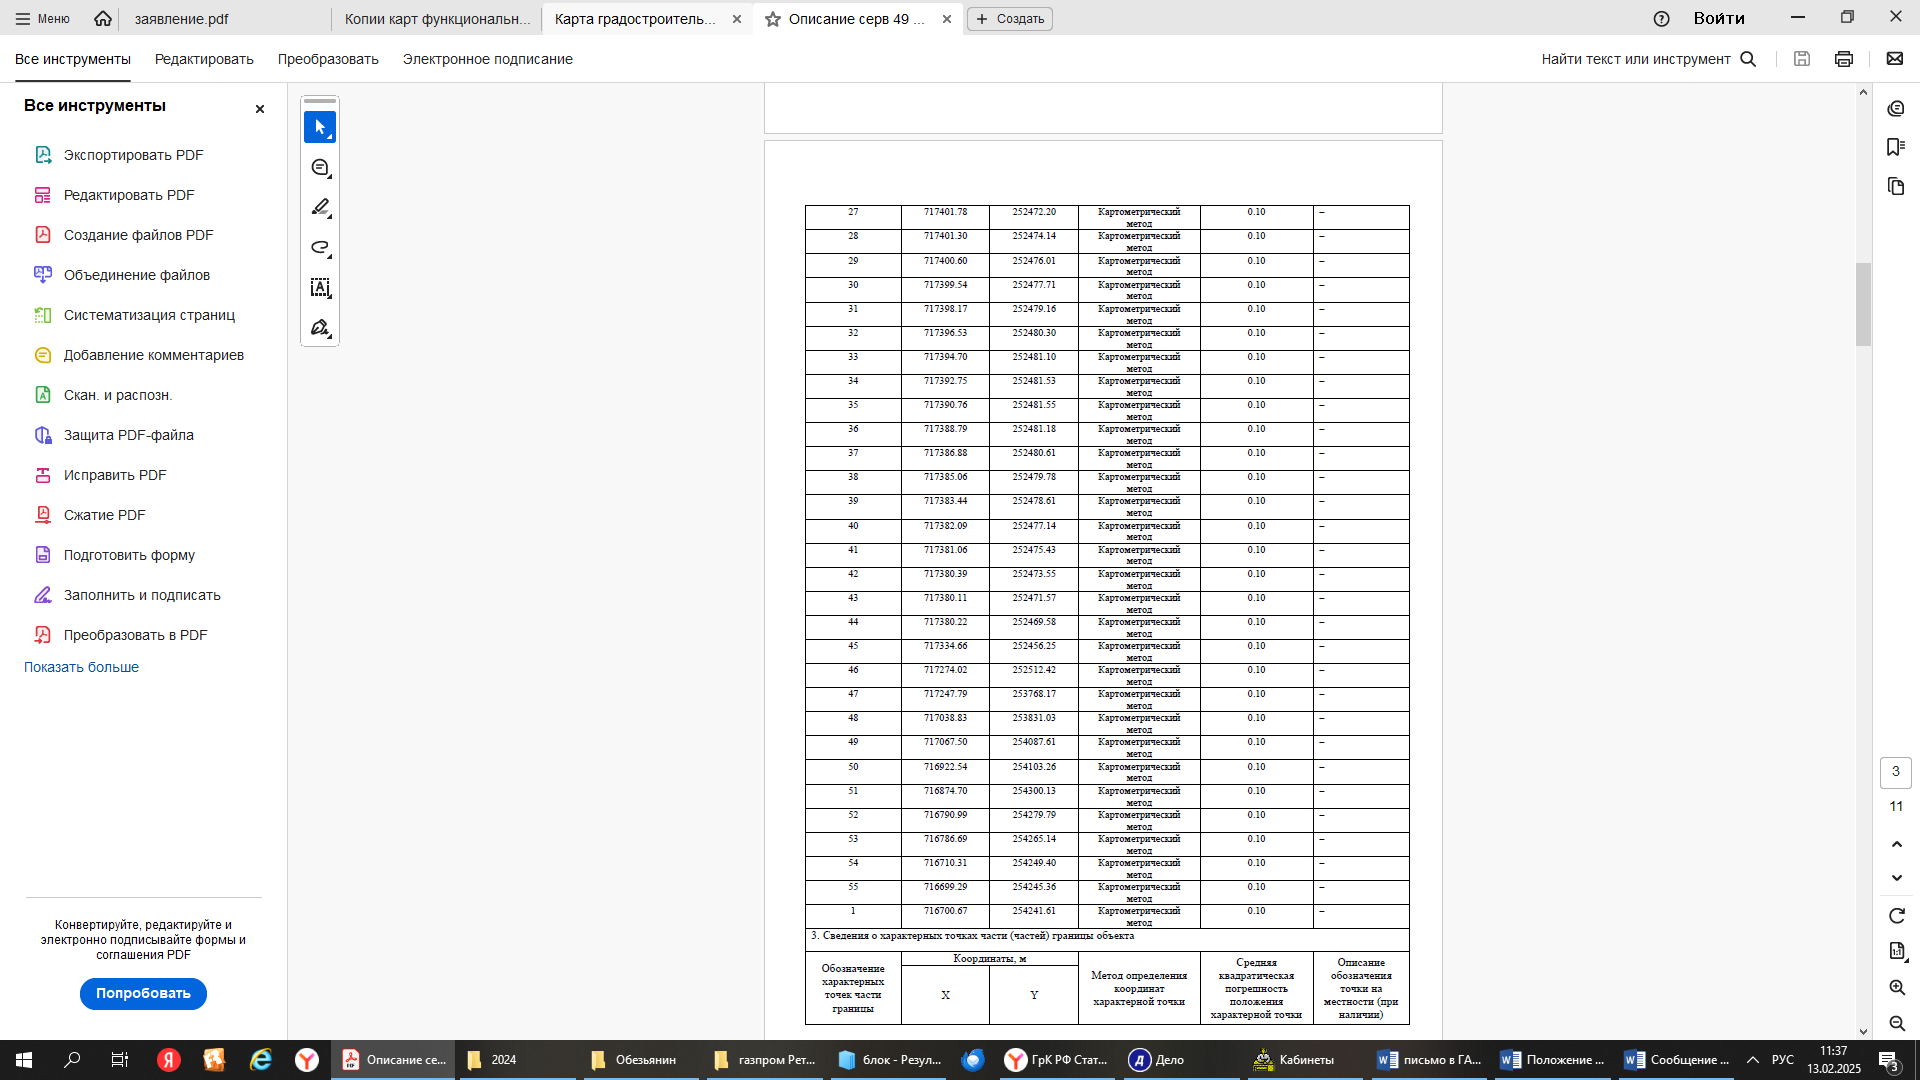 Меню
заявление.pdf
Копии карт функциональн...
Карта градостроитель...
Описание серв 49 ...
Создать
Войти
Все инструменты
Редактировать
Преобразовать
Электронное подписание
Найти текст или инструмент
Все инструменты
Экспортировать PDF
Редактировать PDF
Создание файлов PDF
Объединение файлов
Систематизация страниц
Добавление комментариев
Скан. и распозн.
Защита PDF-файла
Исправить PDF
Сжатие PDF
Подготовить форму
Заполнить и подписать
Преобразовать в PDF
Показать больше
Конвертируйте, редактируйте и
электронно подписывайте формы и
соглашения PDF
Попробовать
27 717401.78 252472.20 Картометрический метод 0.10 –
28 717401.30 252474.14 Картометрический метод 0.10 –
29 717400.60 252476.01 Картометрический метод 0.10 –
30 717399.54 252477.71 Картометрический метод 0.10 –
31 717398.17 252479.16 Картометрический метод 0.10 –
32 717396.53 252480.30 Картометрический метод 0.10 –
33 717394.70 252481.10 Картометрический метод 0.10 –
34 717392.75 252481.53 Картометрический метод 0.10 –
35 717390.76 252481.55 Картометрический метод 0.10 –
36 717388.79 252481.18 Картометрический метод 0.10 –
37 717386.88 252480.61 Картометрический метод 0.10 –
38 717385.06 252479.78 Картометрический метод 0.10 –
39 717383.44 252478.61 Картометрический метод 0.10 –
40 717382.09 252477.14 Картометрический метод 0.10 –
41 717381.06 252475.43 Картометрический метод 0.10 –
42 717380.39 252473.55 Картометрический метод 0.10 –
43 717380.11 252471.57 Картометрический метод 0.10 –
44 717380.22 252469.58 Картометрический метод 0.10 –
45 717334.66 252456.25 Картометрический метод 0.10 –
46 717274.02 252512.42 Картометрический метод 0.10 –
47 717247.79 253768.17 Картометрический метод 0.10 –
48 717038.83 253831.03 Картометрический метод 0.10 –
49 717067.50 254087.61 Картометрический метод 0.10 –
50 716922.54 254103.26 Картометрический метод 0.10 –
51 716874.70 254300.13 Картометрический метод 0.10 –
52 716790.99 254279.79 Картометрический метод 0.10 –
53 716786.69 254265.14 Картометрический метод 0.10 –
54 716710.31 254249.40 Картометрический метод 0.10 –
55 716699.29 254245.36 Картометрический метод 0.10 –
1 716700.67 254241.61 Картометрический метод 0.10 –
3. Сведения о характерных точках части (частей) границы объекта
Обозначение характерных точек части границы
Координаты, м
X
Y
Метод определения координат характерной точки
Средняя квадратическая погрешность положения характерной точки
Описание обозначения точки на местности (при наличии)
3
11
1:1
Описание се...
2024
Обезьянин
газпром Рет...
блок - Резул...
ГрК РФ Стат...
Дело
Кабинеты
письмо в ГА...
Положение ...
Сообщение ...
РУС
11:37
13.02.2025
3